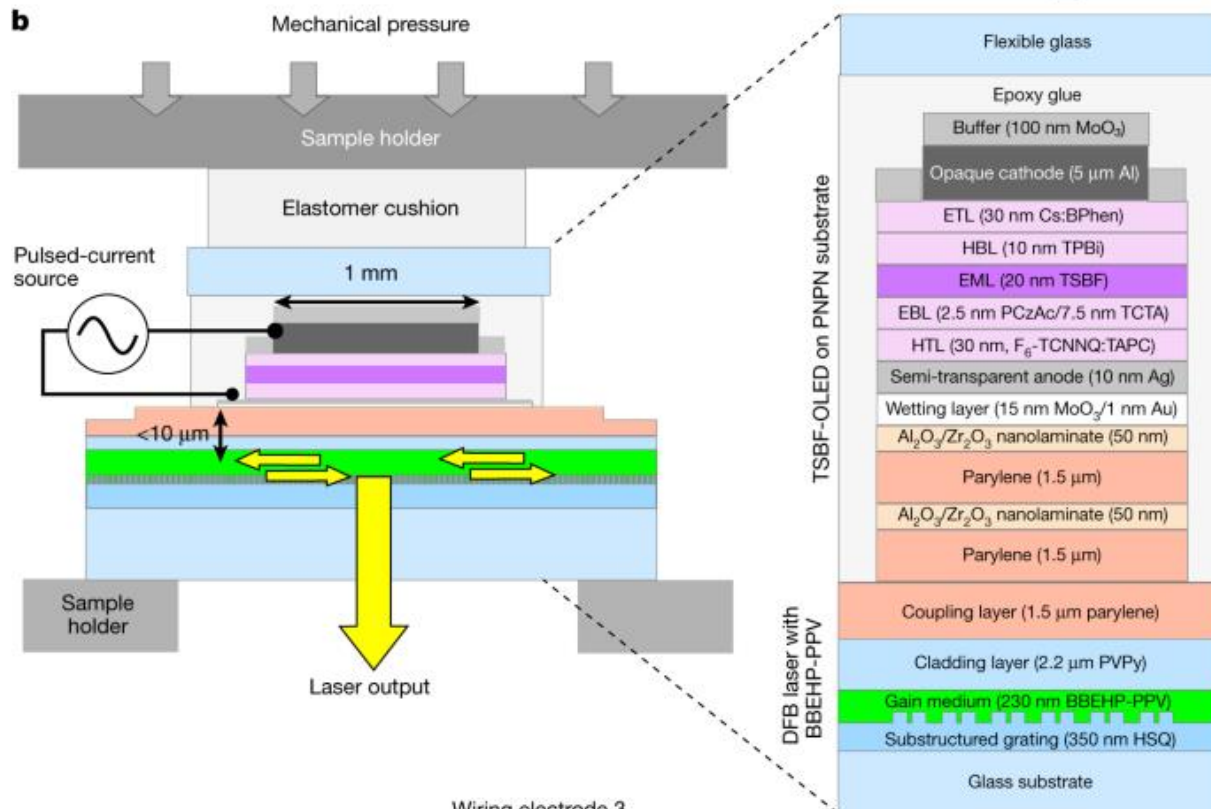 b
Mechanical pressure
Sample holder
Elastomer cushion
Pulsed-current
source
1 mm
<10 μm
Sample
holder
Laser output
TSBF-OLED on PNPN substrate
DFB laser with
BBEHP-PPV
Flexible glass
Epoxy glue
Buffer (100 nm MoO₃)
Opaque cathode (5 μm Al)
ETL (30 nm Cs:BPhen)
HBL (10 nm TPBi)
EML (20 nm TSBF)
EBL (2.5 nm PCzAc/7.5 nm TCTA)
HTL (30 nm, F₆-TCNNQ:TAPC)
Semi-transparent anode (10 nm Ag)
Wetting layer (15 nm MoO₃/1 nm Au)
Al₂O₃/Zr₂O₃ nanolaminate (50 nm)
Parylene (1.5 μm)
Al₂O₃/Zr₂O₃ nanolaminate (50 nm)
Parylene (1.5 μm)
Coupling layer (1.5 μm parylene)
Cladding layer (2.2 μm PVPy)
Gain medium (230 nm BBEHP-PPV)
Substructured grating (350 nm HSQ)
Glass substrate